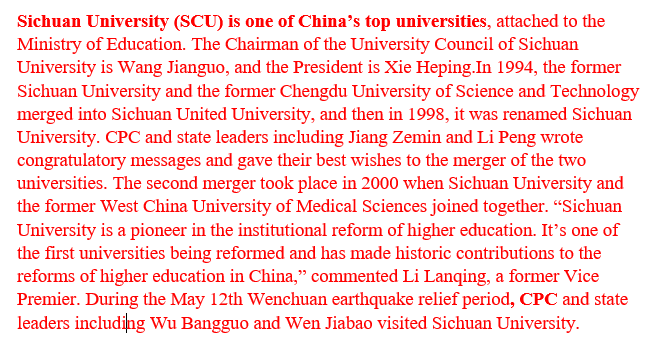 Sichuan University (SCU) is one of China's top universities, attached to the
Ministry of Education. The Chairman of the University Council of Sichuan
University is Wang Jianguo, and the President is Xie Heping.In 1994, the former
Sichuan University and the former Chengdu University of Science and Technology
merged into Sichuan United University, and then in 1998, it was renamed Sichuan
University. CPC and state leaders including Jiang Zemin and Li Peng wrote
congratulatory messages and gave their best wishes to the merger of the two
universities. The second merger took place in 2000 when Sichuan University and
the former West China University of Medical Sciences joined together. “Sichuan
University is a pioneer in the institutional reform of higher education. It's one of
the first universities being reformed and has made historic contributions to the
reforms of higher education in China,” commented Li Lanqing, a former Vice
Premier. During the May 12th Wenchuan earthquake relief period, CPC and state
leaders including Wu Bangguo and Wen Jiabao visited Sichuan University.